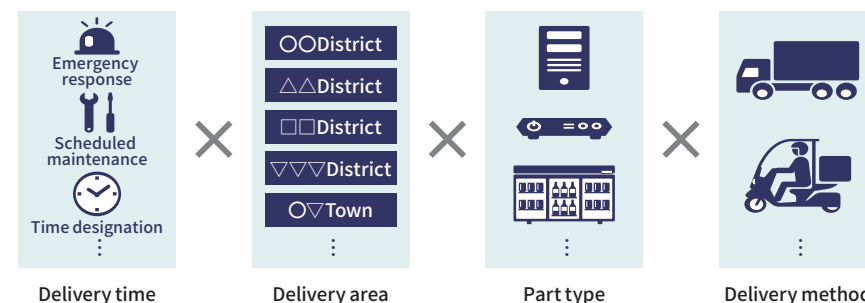 Emergency
response
Scheduled
maintenance
Time designation
⋮
Delivery time
×
○○District
△△District
□□District
▽▽▽District
○▽Town
⋮
Delivery area
×
⋮
Part type
×
⋮
Delivery method